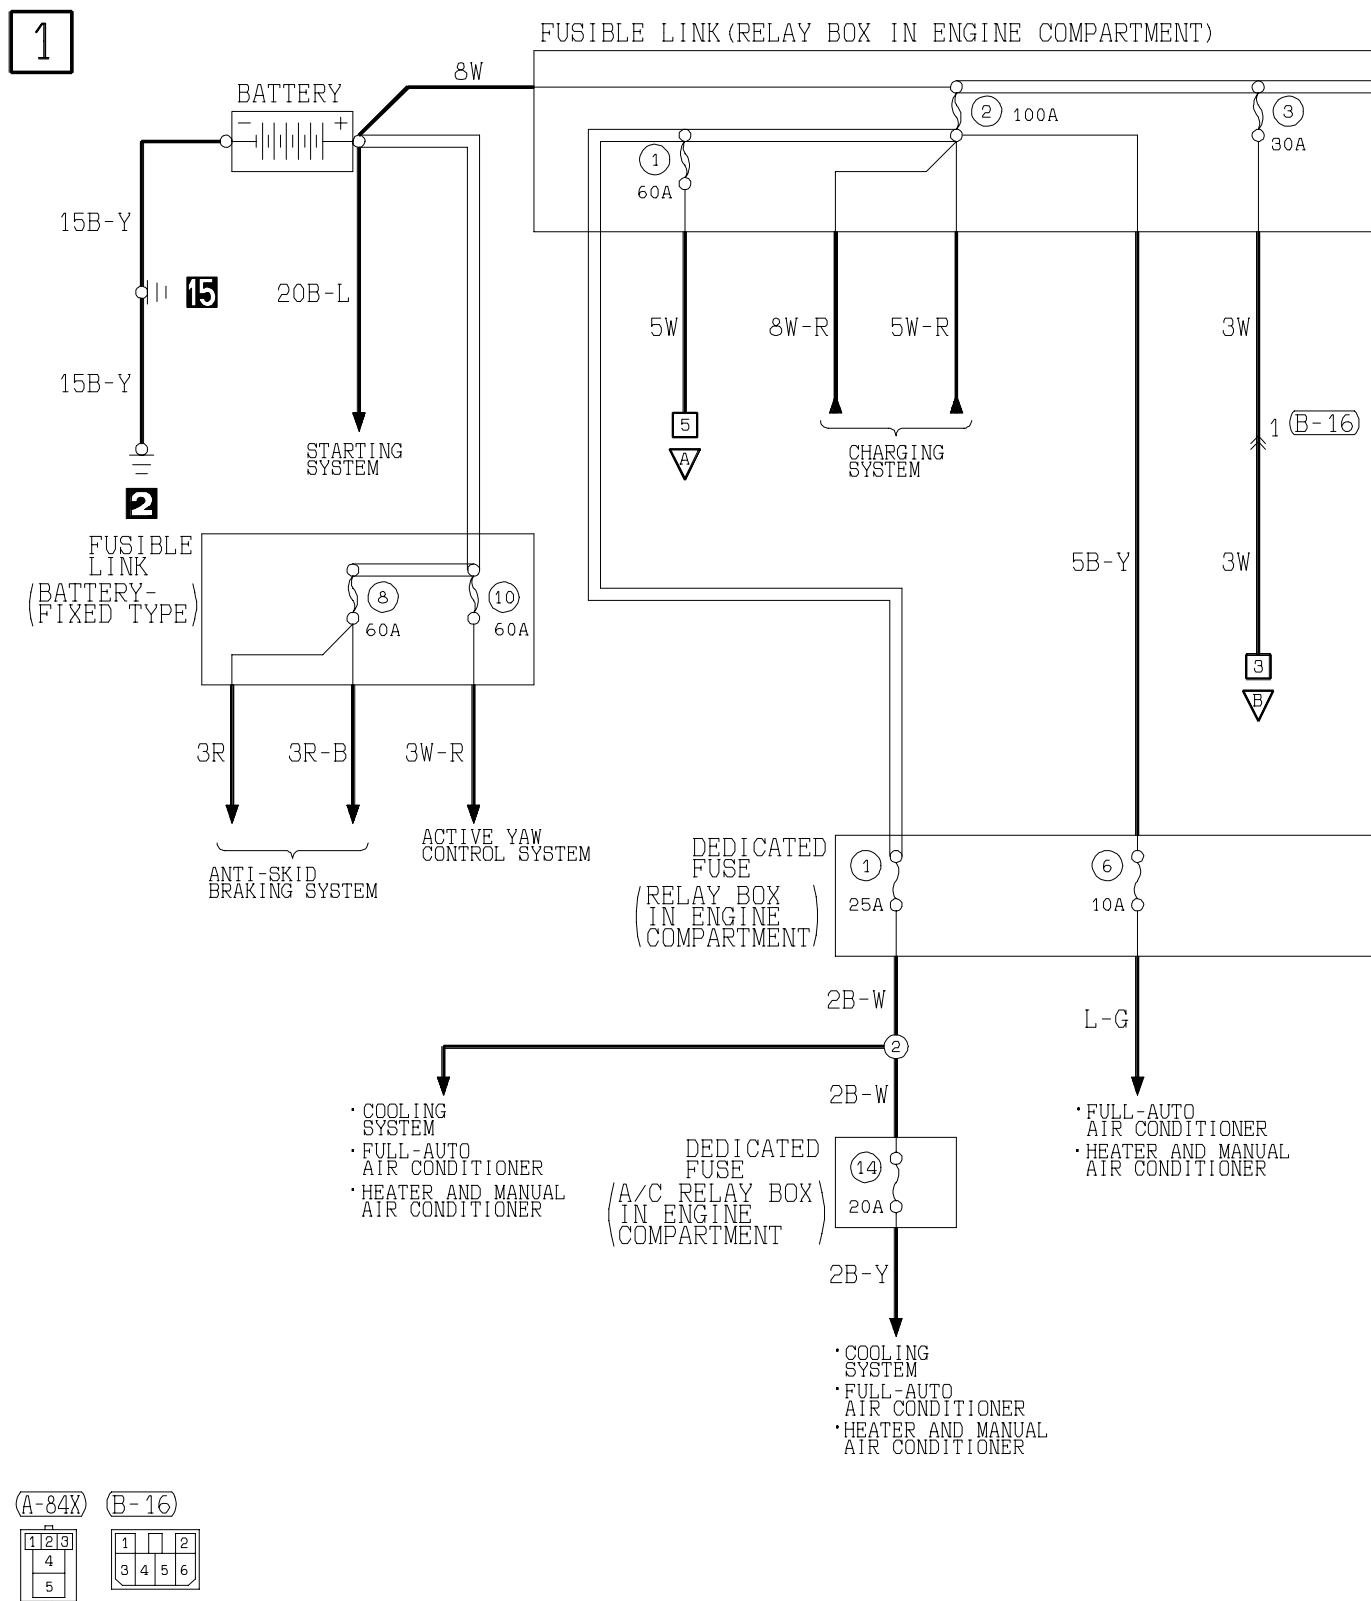 1
FUSIBLE LINK(RELAY BOX IN ENGINE COMPARTMENT)
8W
BATTERY
- +
2 100A
3
30A
1
60A
15B-Y
15
20B-L
5W
8W-R
5W-R
3W
15B-Y
5
A
1 B-16
STARTING
SYSTEM
CHARGING
SYSTEM
2
FUSIBLE
LINK
(BATTERY-
FIXED TYPE)
8
60A
10
60A
5B-Y
3W
3
B
3R
3R-B
3W-R
ANTI-SKID
BRAKING SYSTEM
ACTIVE YAW
CONTROL SYSTEM
DEDICATED
FUSE
(RELAY BOX
IN ENGINE
COMPARTMENT)
1
25A
6
10A
2B-W
L-G
2
2B-W
·COOLING
SYSTEM
·FULL-AUTO
AIR CONDITIONER
·HEATER AND MANUAL
AIR CONDITIONER
·FULL-AUTO
AIR CONDITIONER
·HEATER AND MANUAL
AIR CONDITIONER
DEDICATED
FUSE
(A/C RELAY BOX
IN ENGINE
COMPARTMENT)
14
20A
2B-Y
·COOLING
SYSTEM
·FULL-AUTO
AIR CONDITIONER
·HEATER AND MANUAL
AIR CONDITIONER
A-84X
1 2 3
4
5
B-16
1 2
3 4 5 6